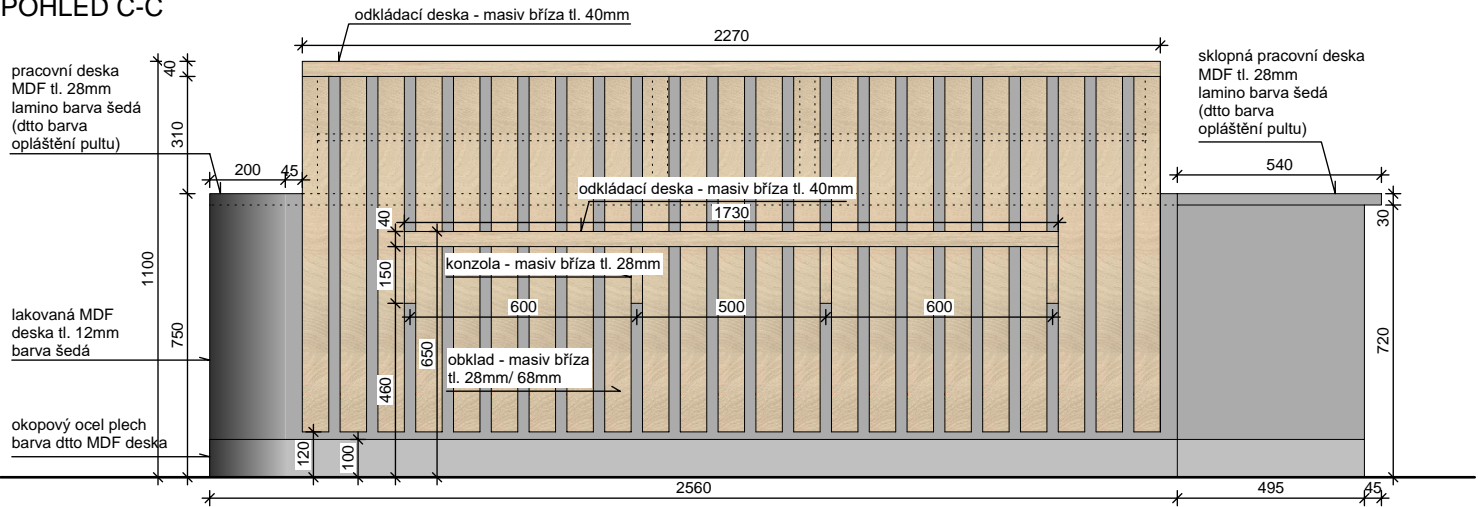 POHLED C-C
odkládací deska - masiv bříza tl. 40mm
2270
pracovní deska
MDF tl. 28mm
lamino barva šedá
(dtto barva
opláštění pultu)
sklopná pracovní deska
MDF tl. 28mm
lamino barva šedá
(dtto barva
opláštění pultu)
40
310
200
45
540
odkládací deska - masiv bříza tl. 40mm
1730
40
30
1100
150
konzola - masiv bříza tl. 28mm
600
500
600
lakovaná MDF
deska tl. 12mm
barva šedá
750
650
720
obklad - masiv bříza
tl. 28mm/ 68mm
460
okopový ocel plech
barva dtto MDF deska
120
100
2560
495
45